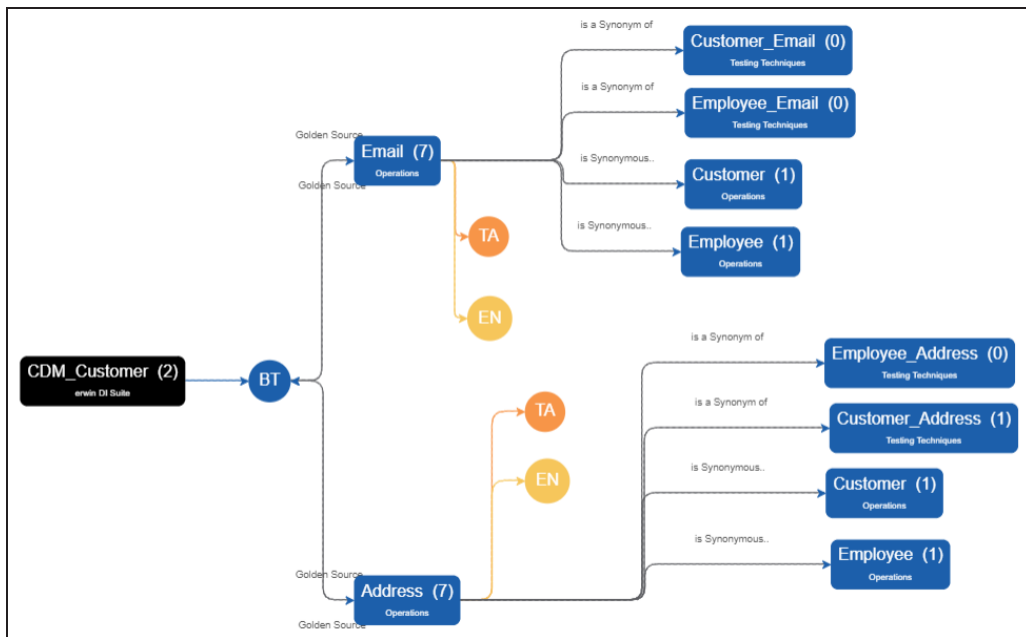 is a Synonym of
Customer_Email (0)
Testing Techniques
is a Synonym of
Employee_Email (0)
Testing Techniques
Golden Source
Email (7)
Operations
Golden Source
is Synonymous..
Customer (1)
Operations
is Synonymous..
Employee (1)
Operations
TA
EN
CDM_Customer (2)
erwin DI Suite
BT
is a Synonym of
Employee_Address (0)
Testing Techniques
TA
is a Synonym of
Customer_Address (1)
Testing Techniques
EN
is Synonymous..
Customer (1)
Operations
is Synonymous..
Employee (1)
Operations
Golden Source
Address (7)
Operations
Golden Source